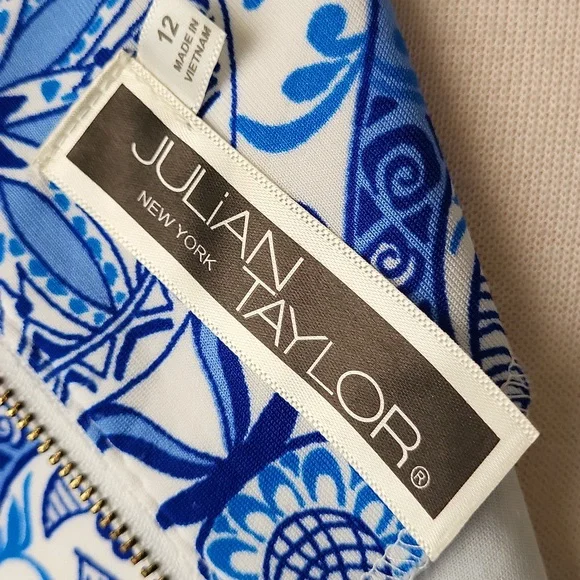 12
MADE IN
VIETNAM
JULiAN
TAYLOR®
NEW YORK